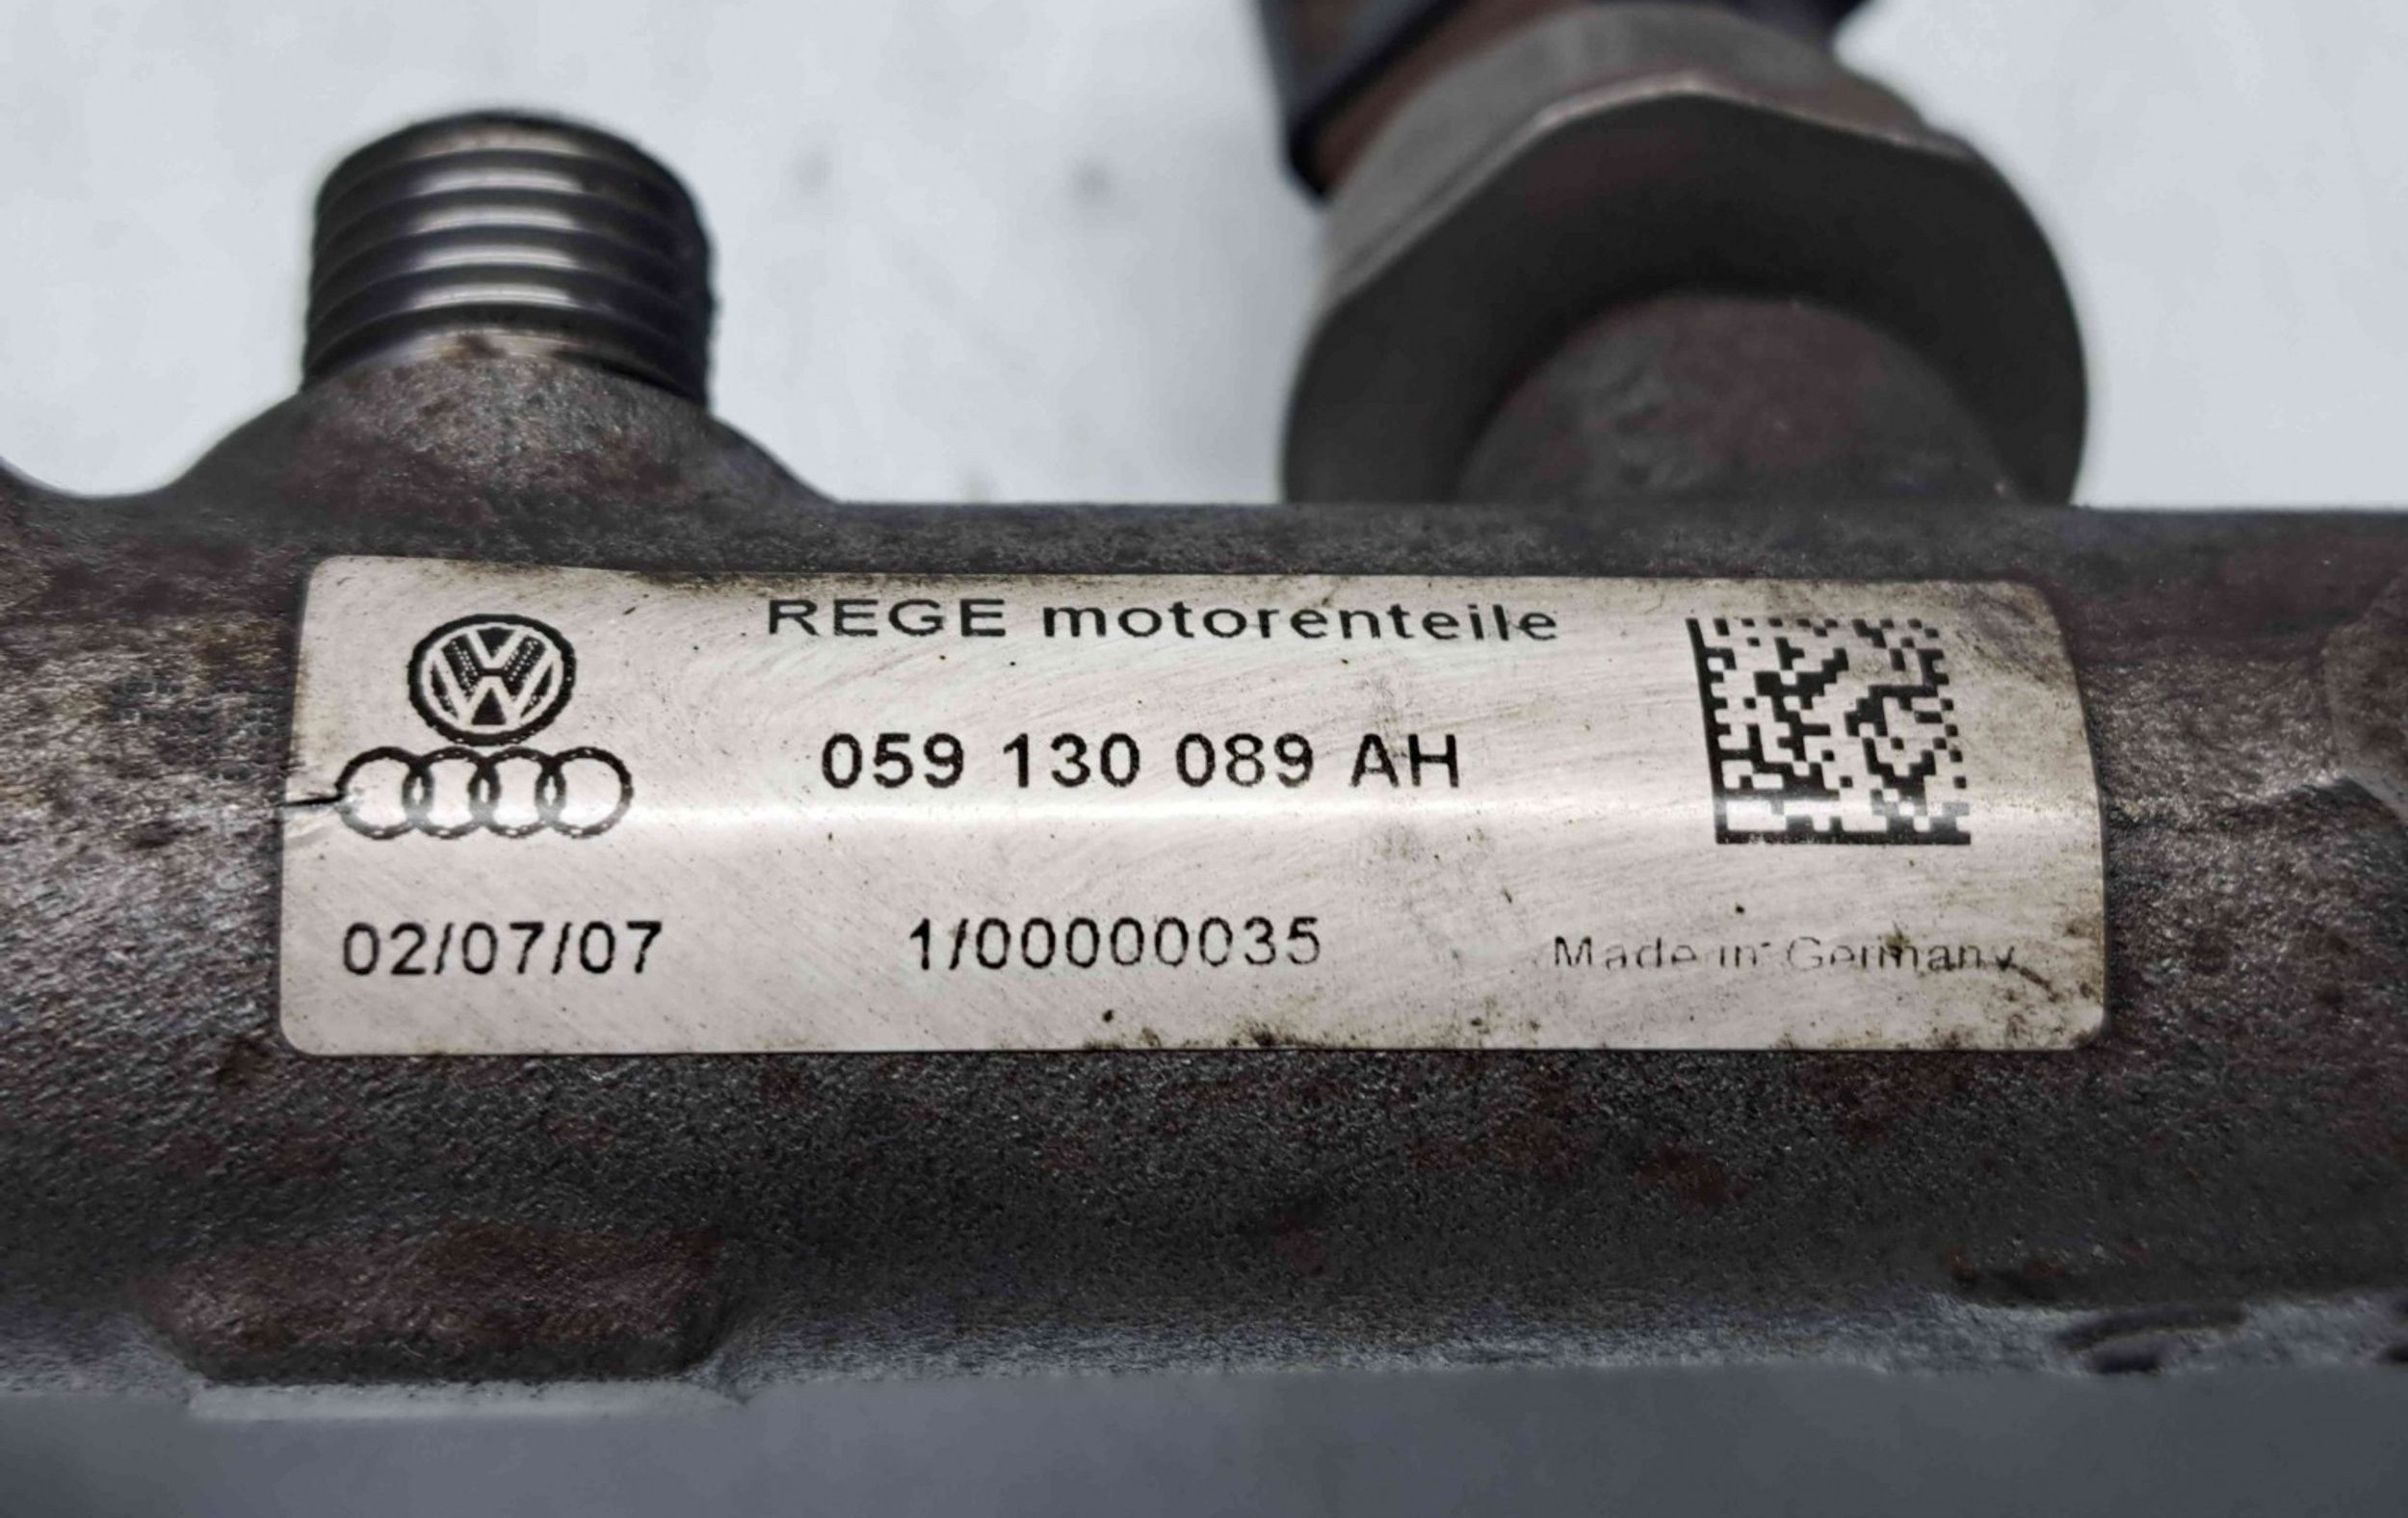 REGE motorenteile
059 130 089 AH
02/07/07 1/00000035 Made in Germany